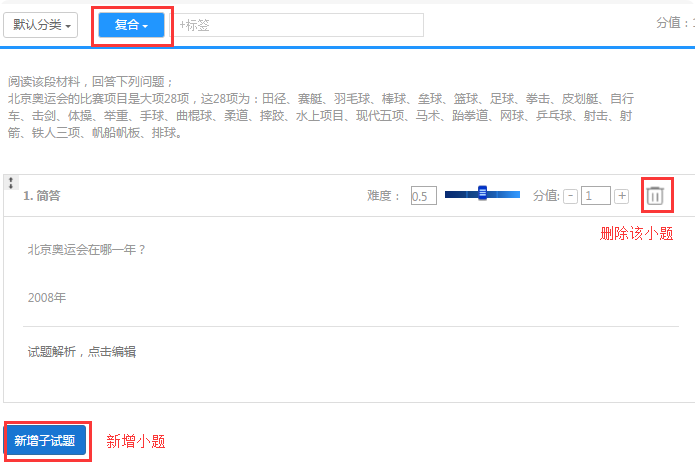 默认分类 复合 +标签 分值：1
阅读该段材料，回答下列问题；
北京奥运会的比赛项目是大项28项，这28项为：田径、赛艇、羽毛球、棒球、垒球、篮球、足球、拳击、皮划艇、自行
车、击剑、体操、举重、手球、曲棍球、柔道、摔跤、水上项目、现代五项、马术、跆拳道、网球、乒乓球、射击、射
箭、铁人三项、帆船帆板、排球。
1. 简答 难度： 0.5 分值: - 1 +
删除该小题
北京奥运会在哪一年？
2008年
试题解析，点击编辑
新增子试题 新增小题